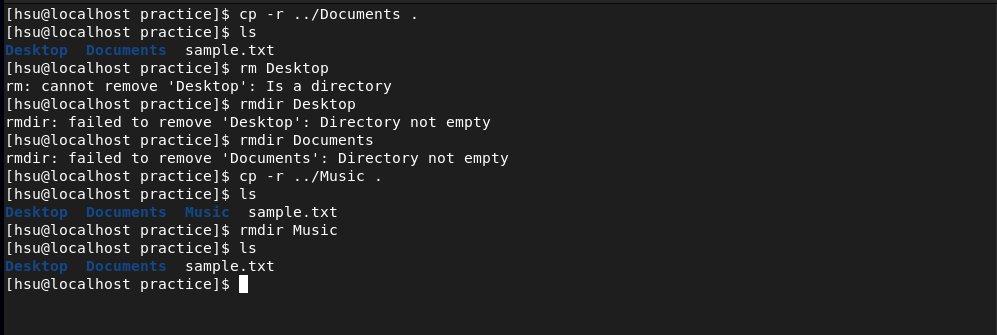 [hsu@localhost practice]$ cp -r ../Documents .
[hsu@localhost practice]$ ls
Desktop  Documents  sample.txt
[hsu@localhost practice]$ rm Desktop
rm: cannot remove 'Desktop': Is a directory
[hsu@localhost practice]$ rmdir Desktop
rmdir: failed to remove 'Desktop': Directory not empty
[hsu@localhost practice]$ rmdir Documents
rmdir: failed to remove 'Documents': Directory not empty
[hsu@localhost practice]$ cp -r ../Music .
[hsu@localhost practice]$ ls
Desktop  Documents  Music  sample.txt
[hsu@localhost practice]$ rmdir Music
[hsu@localhost practice]$ ls
Desktop  Documents  sample.txt
[hsu@localhost practice]$